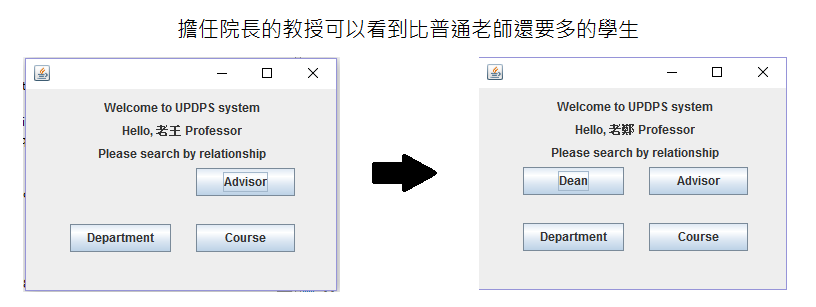 擔任院長的教授可以看到比普通老師還要多的學生
Welcome to UPDPS system
Hello, 老王 Professor
Please search by relationship
Advisor
Department Course
Welcome to UPDPS system
Hello, 老鄭 Professor
Please search by relationship
Dean Advisor
Department Course